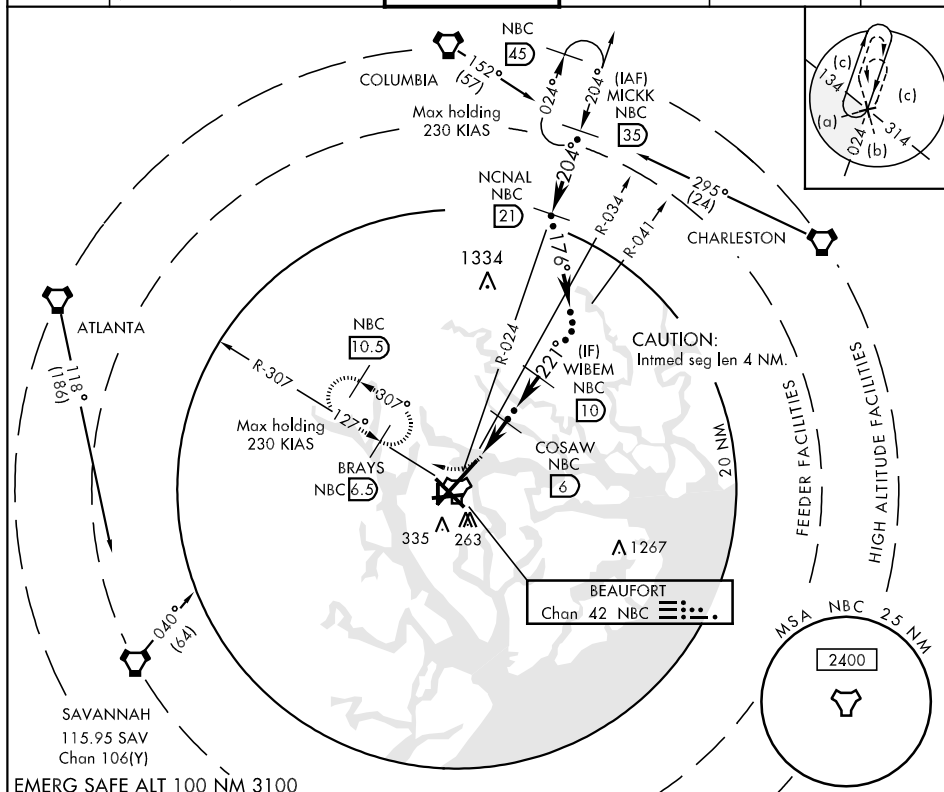 NBC
45
COLUMBIA
152°
(57)
024°
204°
(IAF)
MICKK
NBC
35
Max holding
230 KIAS
204°
NCNAL
NBC
21
176°
R-034
R-041
295°
(24)
CHARLESTON
(c)
134
(c)
(a)
024
(b)
314
1334
ATLANTA
118°
(186)
NBC
10.5
R-307
307°
127°
Max holding
230 KIAS
BRAYS
NBC 6.5
R-024
221°
(IF)
WIBEM
NBC
10
CAUTION:
Intmed seg len 4 NM.
COSAW
NBC
6
20 NM
FEEDER FACILITIES
HIGH ALTITUDE FACILITIES
335
263
1267
BEAUFORT
Chan 42 NBC
040°
(64)
SAVANNAH
115.95 SAV
Chan 106(Y)
MSA NBC 25 NM
2400
EMERG SAFE ALT 100 NM 3100